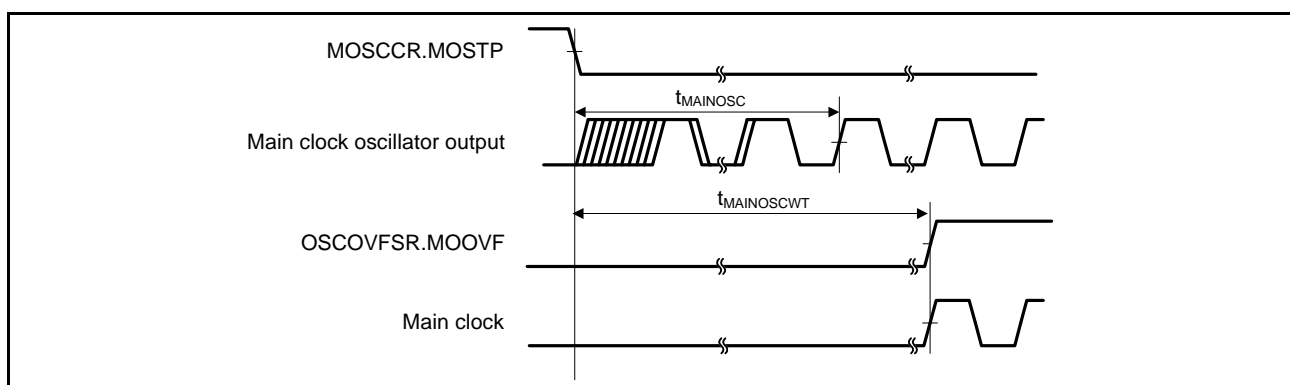 MOSCCR.MOSTP
tMAINOSC
Main clock oscillator output
tMAINOSCWT
OSCOVFSR.MOOVF
Main clock